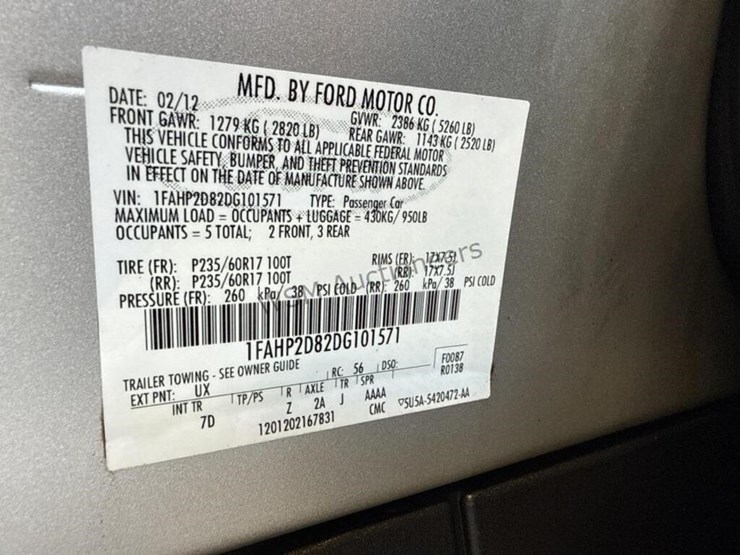 MFD. BY FORD MOTOR CO.
DATE: 02/12 GVWR: 2386 KG ( 5260 LB)
FRONT GAWR: 1279 KG ( 2820 LB) REAR GAWR: 1143 KG ( 2520 LB)
THIS VEHICLE CONFORMS TO ALL APPLICABLE FEDERAL MOTOR
VEHICLE SAFETY, BUMPER, AND THEFT PREVENTION STANDARDS
IN EFFECT ON THE DATE OF MANUFACTURE SHOWN ABOVE.
VIN: 1FAHP2D82DG101571 TYPE: Passenger Car
MAXIMUM LOAD = OCCUPANTS + LUGGAGE = 430KG/ 950LB
OCCUPANTS = 5 TOTAL; 2 FRONT, 3 REAR
TIRE (FR): P235/60R17 100T RIMS (FR): 17X7.5J
(RR): P235/60R17 100T (RR): 17X7.5J
PRESSURE (FR): 260 kPa/ 38 PSI COLD (RR): 260 kPa/ 38 PSI COLD
WSM Auctioneers
1FAHP2D82DG101571
TRAILER TOWING - SEE OWNER GUIDE
EXT PNT: UX RC: 56 DSO: F0087
R0138
INT TR TP/PS R AXLE TR SPR
7D Z 2A J AAAA
1201202167831 CMC ▽5U5A-5420472-AA